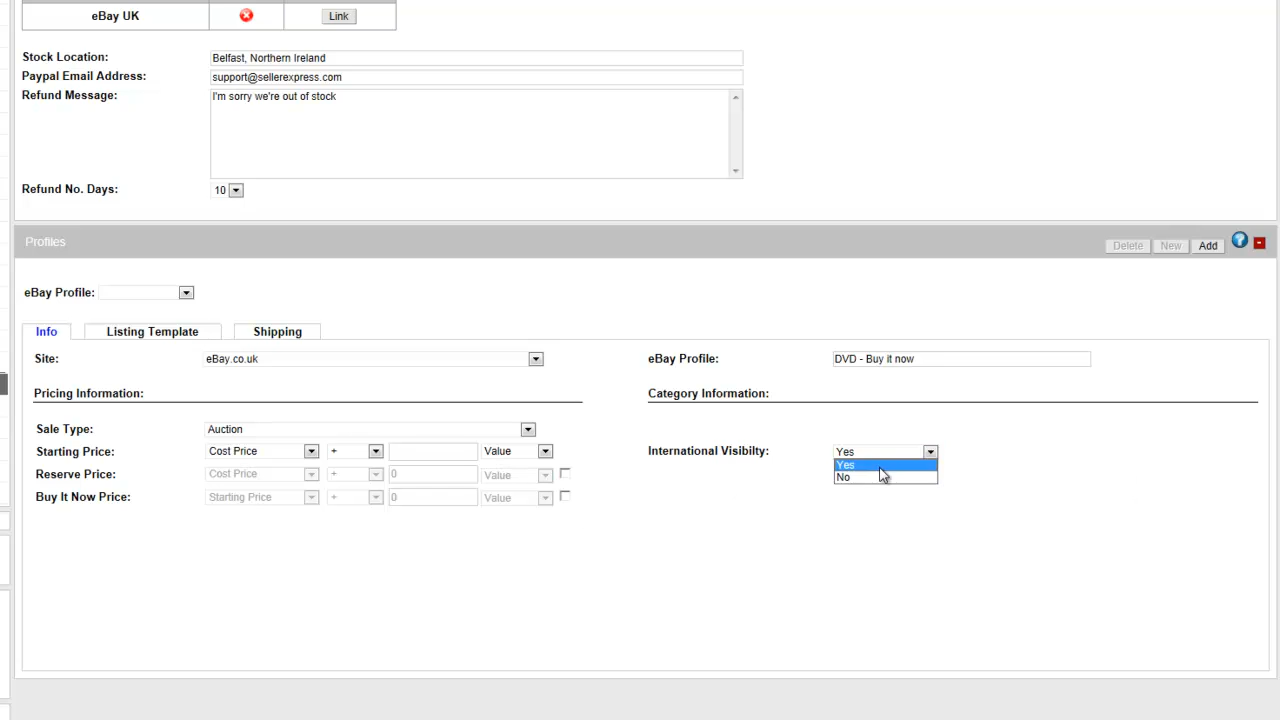 eBay UK Link
Stock Location: Belfast, Northern Ireland
Paypal Email Address: support@sellerexpress.com
Refund Message: I'm sorry we're out of stock
Refund No. Days: 10
Profiles Delete New Add ?
eBay Profile:
Info Listing Template Shipping
Site: eBay.co.uk eBay Profile: DVD - Buy it now
Pricing Information: Category Information:
Sale Type: Auction
Starting Price: Cost Price + Value International Visibilty: Yes
Yes
Reserve Price: Cost Price + 0 Value No
Buy It Now Price: Starting Price + 0 Value